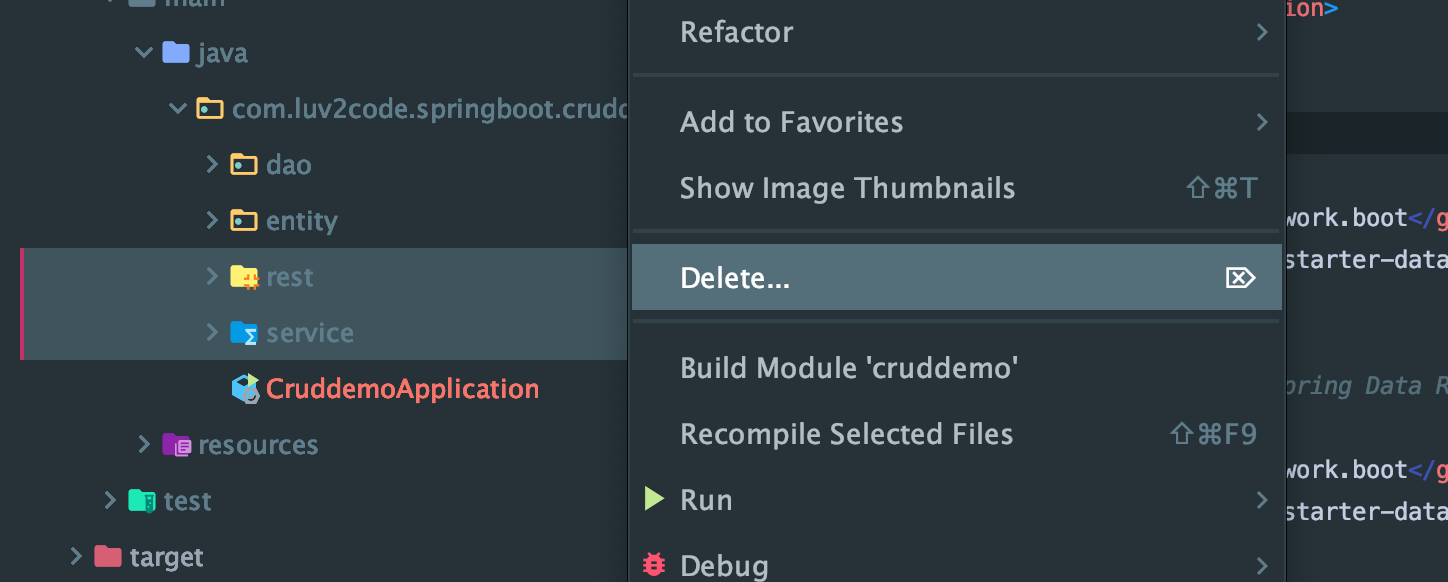 main
java
com.luv2code.springboot.crudd
dao
entity
rest
service
CruddemoApplication
resources
test
target
Refactor
Add to Favorites
Show Image Thumbnails ⇧⌘T
Delete... ⌦
Build Module 'cruddemo'
Recompile Selected Files ⇧⌘F9
Run
Debug
ion>
work.boot</g
starter-data
pring Data R
work.boot</g
starter-data